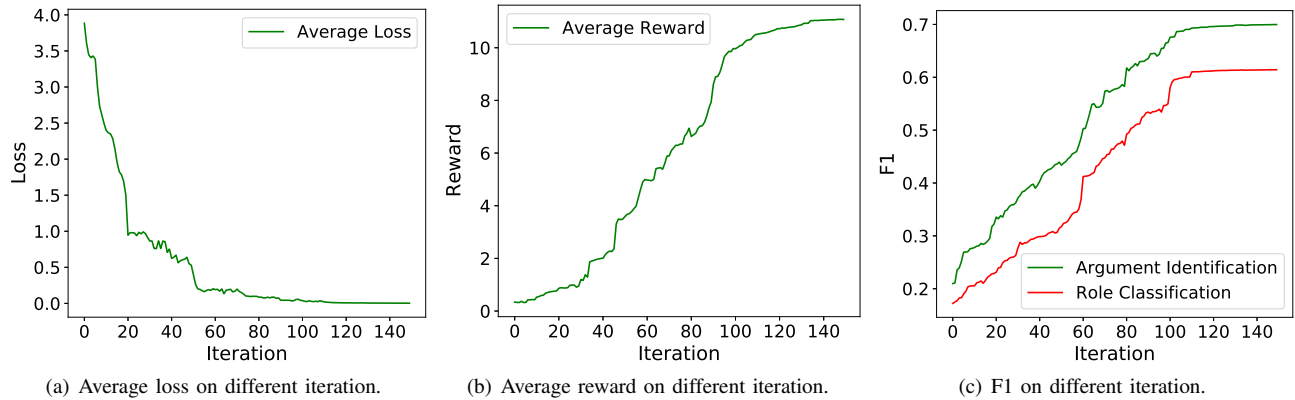 4.0
3.5
3.0
2.5
2.0
1.5
1.0
0.5
0.0
Loss
Average Loss
0 20 40 60 80 100 120 140
Iteration
(a) Average loss on different iteration.
10
8
6
4
2
0
Reward
Average Reward
0 20 40 60 80 100 120 140
Iteration
(b) Average reward on different iteration.
0.7
0.6
0.5
0.4
0.3
0.2
F1
Argument Identification
Role Classification
0 20 40 60 80 100 120 140
Iteration
(c) F1 on different iteration.